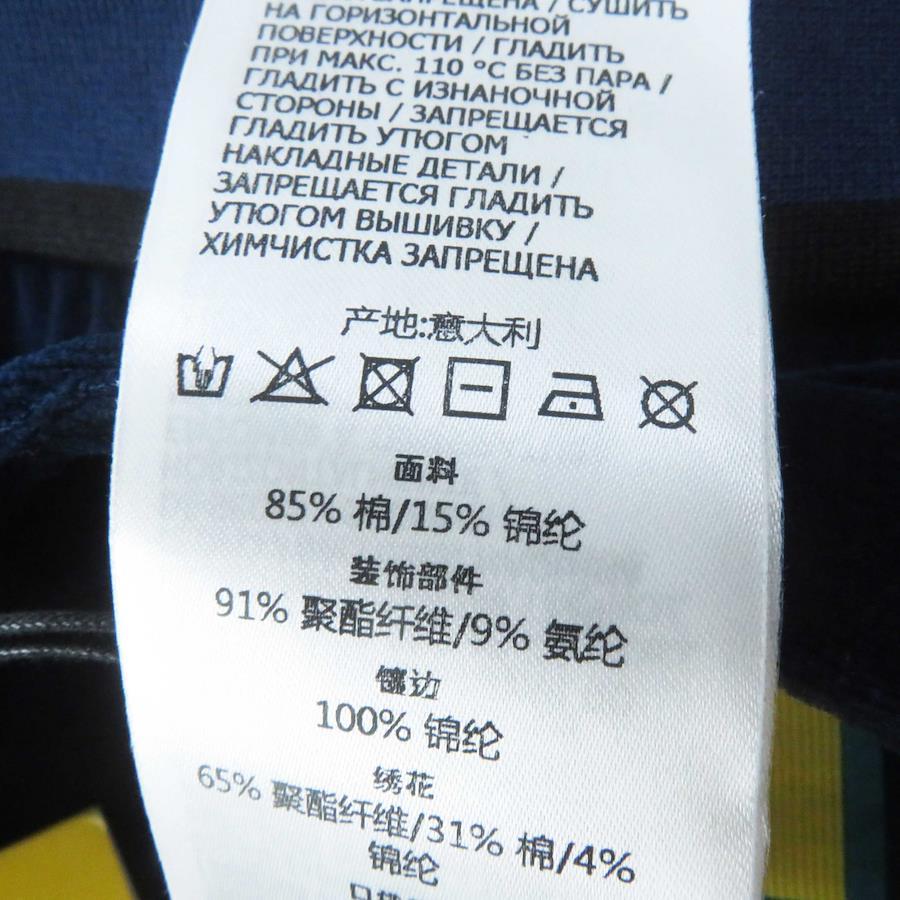 ЗАПРЕЩЕНА / СУШИТЬ
НА ГОРИЗОНТАЛЬНОЙ
ПОВЕРХНОСТИ / ГЛАДИТЬ
ПРИ МАКС. 110 °C БЕЗ ПАРА /
ГЛАДИТЬ С ИЗНАНОЧНОЙ
СТОРОНЫ / ЗАПРЕЩАЕТСЯ
ГЛАДИТЬ УТЮГОМ
НАКЛАДНЫЕ ДЕТАЛИ /
ЗАПРЕЩАЕТСЯ ГЛАДИТЬ
УТЮГОМ ВЫШИВКУ /
ХИМЧИСТКА ЗАПРЕЩЕНА
产地:意大利
面料
85% 棉/15% 锦纶
装饰部件
91% 聚酯纤维/9% 氨纶
镶边
100% 锦纶
绣花
65% 聚酯纤维/31% 棉/4%
锦纶